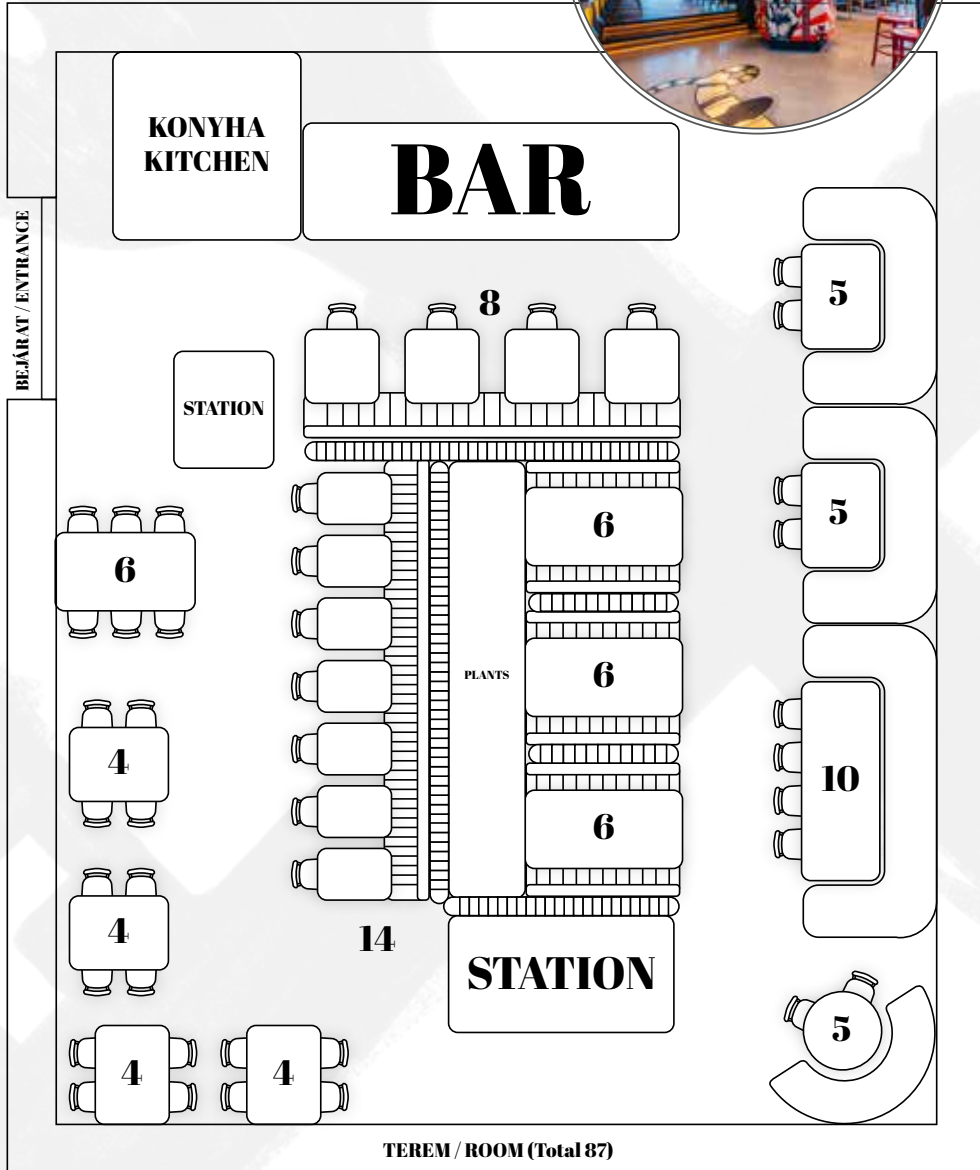 KONYHA
KITCHEN
BAR
BEJÁRAT / ENTRANCE
8
5
STATION
6
5
6
PLANTS
6
4
10
6
4
14
STATION
5
4
4
TEREM / ROOM (Total 87)